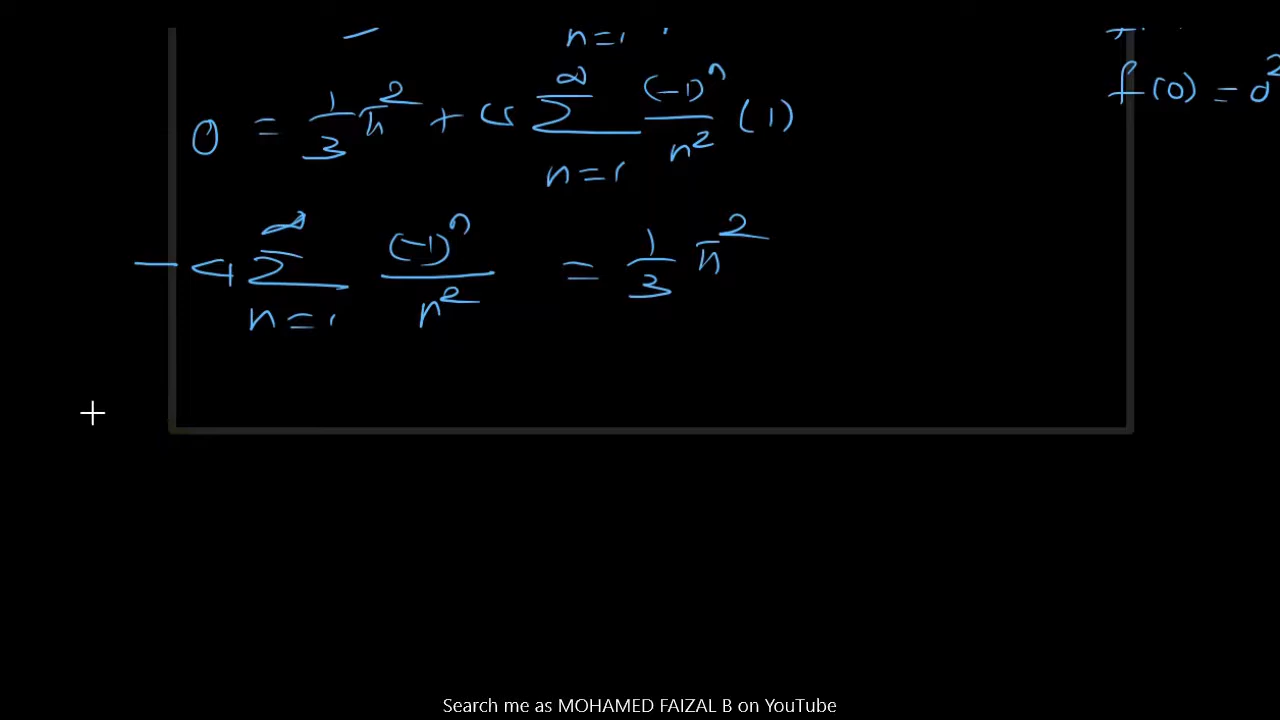 n=1
f(0) = 0²
0 = 1/3 π² + 4 ∑_{n=1}^{∞} (-1)ⁿ/n² (1)
-4 ∑_{n=1}^{∞} (-1)ⁿ/n² = 1/3 π²
Search me as MOHAMED FAIZAL B on YouTube